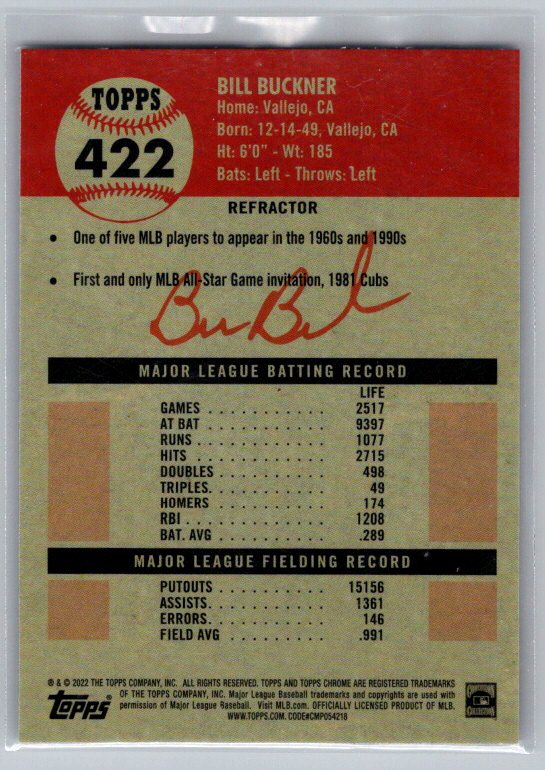 TOPPS
422
BILL BUCKNER
Home: Vallejo, CA
Born: 12-14-49, Vallejo, CA
Ht: 6'0" - Wt: 185
Bats: Left - Throws: Left
REFRACTOR
• One of five MLB players to appear in the 1960s and 1990s
• First and only MLB All-Star Game invitation, 1981 Cubs
MAJOR LEAGUE BATTING RECORD
LIFE
GAMES . . . . . . . . . . . 2517
AT BAT . . . . . . . . . . . 9397
RUNS . . . . . . . . . . . 1077
HITS . . . . . . . . . . . 2715
DOUBLES . . . . . . . . . . 498
TRIPLES. . . . . . . . . . . 49
HOMERS . . . . . . . . . . 174
RBI . . . . . . . . . . . . 1208
BAT. AVG . . . . . . . . . .289
MAJOR LEAGUE FIELDING RECORD
PUTOUTS . . . . . . . . . . 15156
ASSISTS. . . . . . . . . . . 1361
ERRORS. . . . . . . . . . . 146
FIELD AVG . . . . . . . . . .991
® & © 2022 THE TOPPS COMPANY, INC. ALL RIGHTS RESERVED. TOPPS AND TOPPS CHROME ARE REGISTERED TRADEMARKS
OF THE TOPPS COMPANY, INC. Major League Baseball trademarks and copyrights are used with
permission of Major League Baseball. Visit MLB.com. OFFICIALLY LICENSED PRODUCT OF MLB.
WWW.TOPPS.COM. CODE#CMP054218
topps